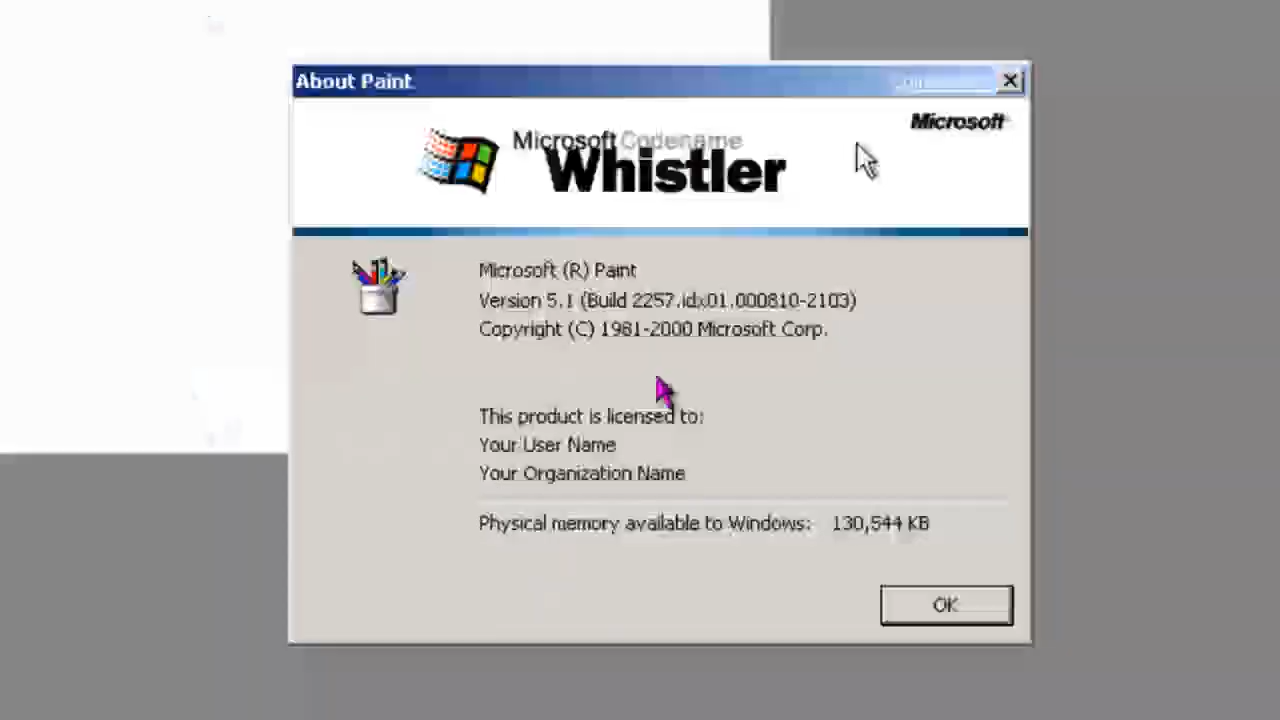 About Paint
Microsoft
Microsoft Codename
Whistler
Microsoft (R) Paint
Version 5.1 (Build 2257.idx01.000810-2103)
Copyright (C) 1981-2000 Microsoft Corp.
This product is licensed to:
Your User Name
Your Organization Name
Physical memory available to Windows: 130,544 KB
OK